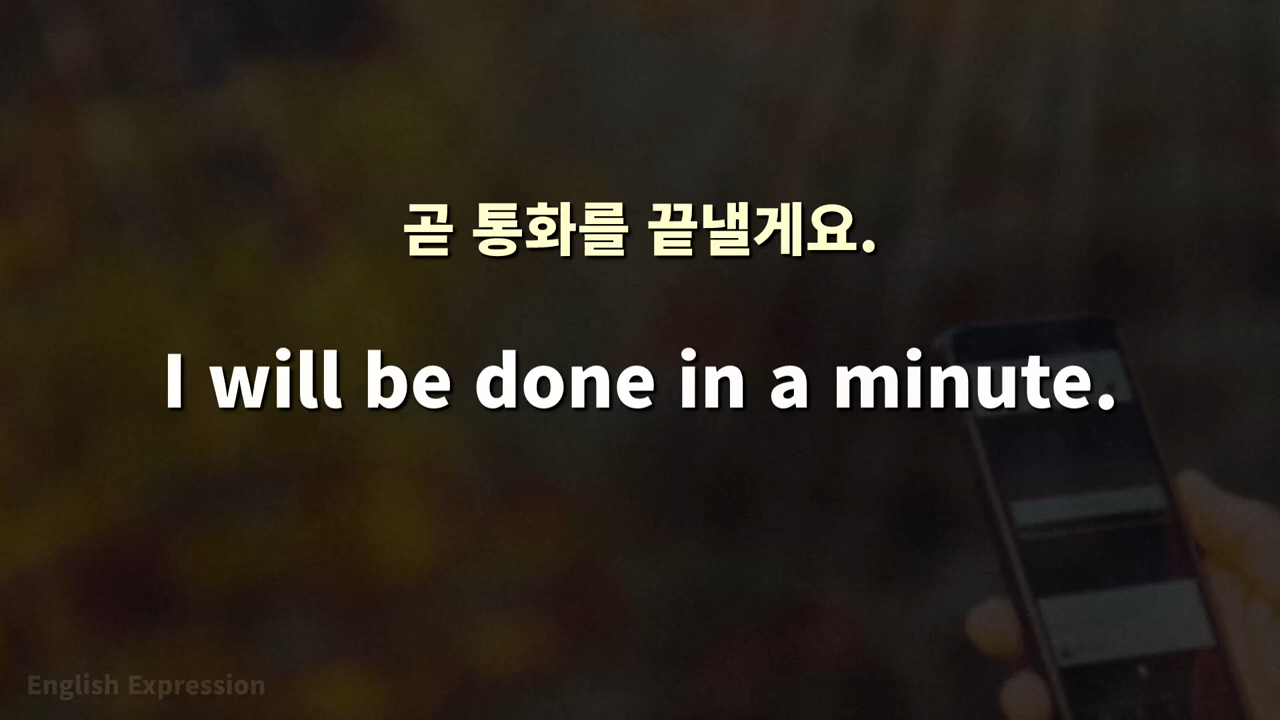 곧 통화를 끝낼게요.
I will be done in a minute.
English Expression